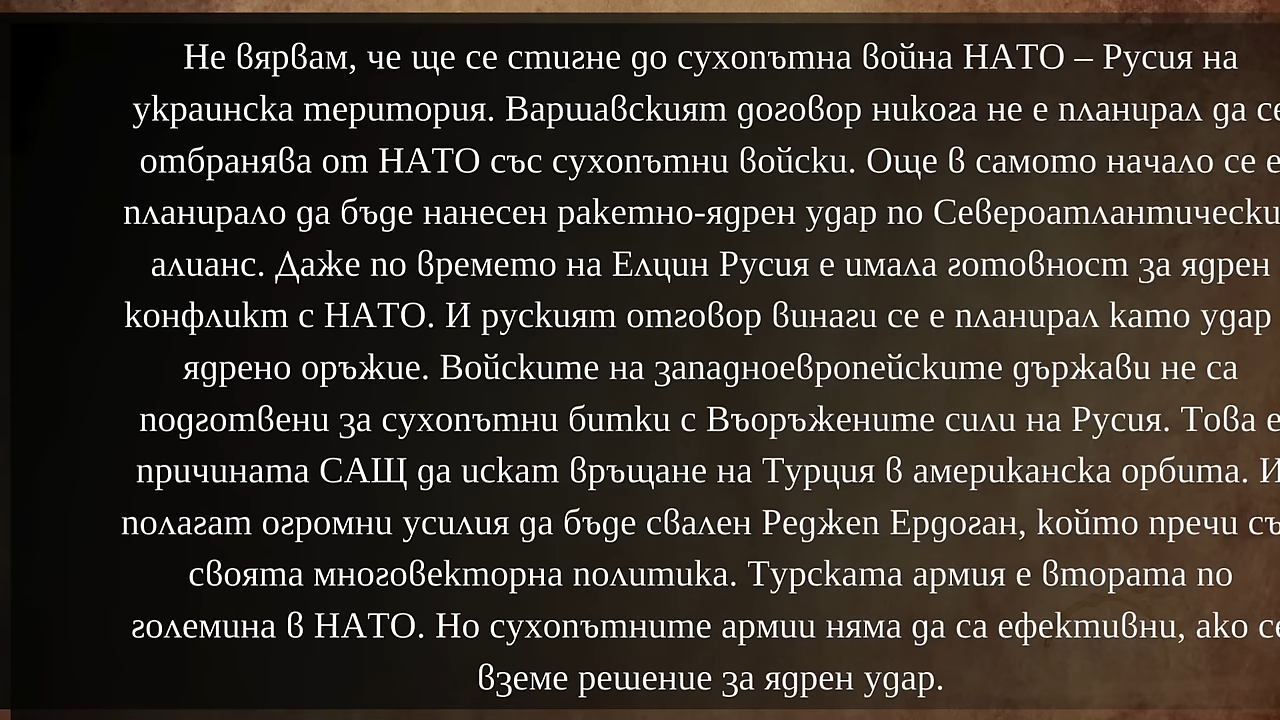 Не вярвам, че ще се стигне до сухопътна война НАТО – Русия на
украинска територия. Варшавският договор никога не е планирал да се
отбранява от НАТО със сухопътни войски. Още в самото начало се е
планирало да бъде нанесен ракетно-ядрен удар по Североатлантически
алианс. Даже по времето на Елцин Русия е имала готовност за ядрен
конфликт с НАТО. И руският отговор винаги се е планирал като удар
ядрено оръжие. Войските на западноевропейските държави не са
подготвени за сухопътни битки с Въоръжените сили на Русия. Това е
причината САЩ да искат връщане на Турция в американска орбита. И
полагат огромни усилия да бъде свален Реджеп Ердоган, който пречи съ
своята многовекторна политика. Турската армия е втората по
големина в НАТО. Но сухопътните армии няма да са ефективни, ако се
вземе решение за ядрен удар.